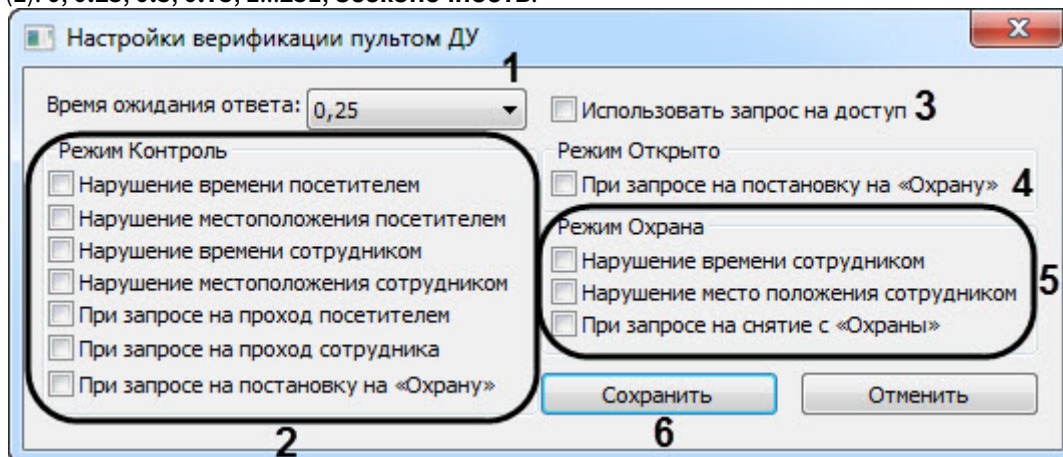 Настройки верификации пультом ДУ
1
Время ожидания ответа: 0,25
Использовать запрос на доступ 3
Режим Контроль
Нарушение времени посетителем
Нарушение местоположения посетителем
Нарушение времени сотрудником
Нарушение местоположения сотрудником
При запросе на проход посетителем
При запросе на проход сотрудника
При запросе на постановку на «Охрану»
2
Режим Открыто
При запросе на постановку на «Охрану» 4
Режим Охрана
Нарушение времени сотрудником
Нарушение место положения сотрудником
При запросе на снятие с «Охраны»
5
Сохранить
Отменить
6